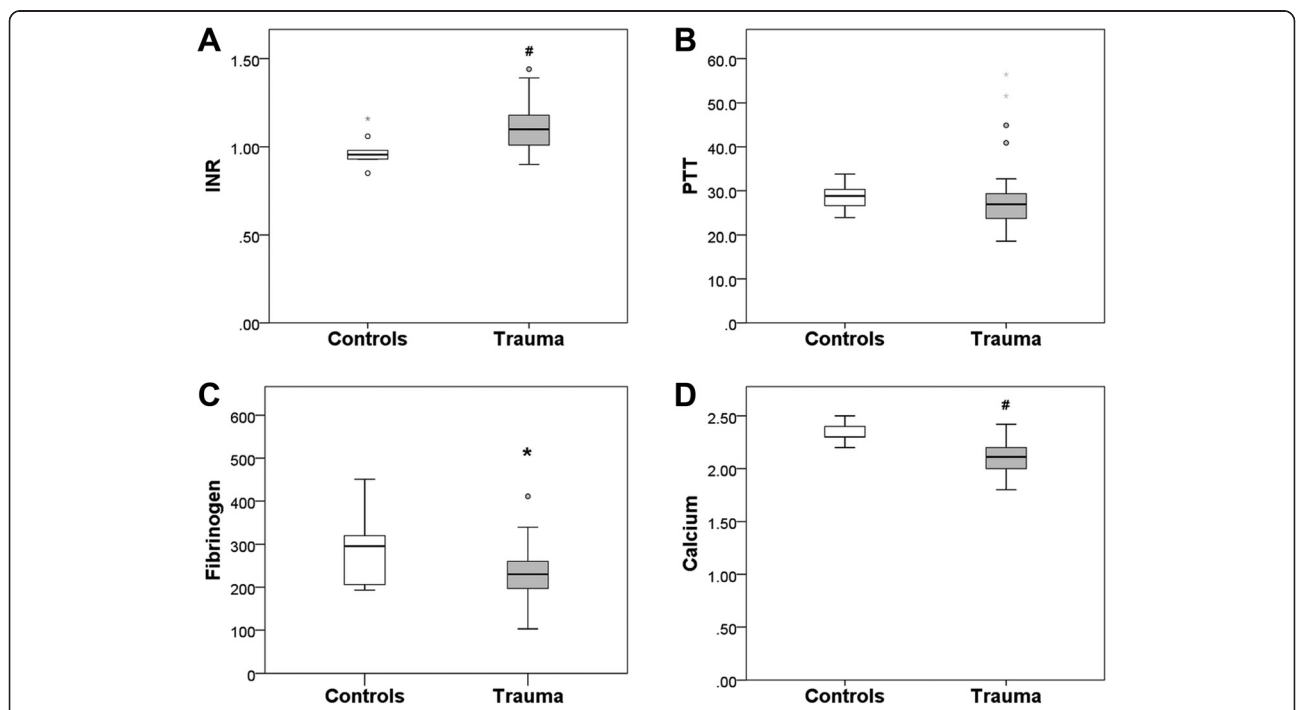 A
INR
#
1.50
1.00
.50
.00
Controls Trauma
B
PTT
60.0
50.0
40.0
30.0
20.0
10.0
.0
Controls Trauma
C
Fibrinogen
*
600
500
400
300
200
100
0
Controls Trauma
D
Calcium
#
2.50
2.00
1.50
1.00
.50
.00
Controls Trauma